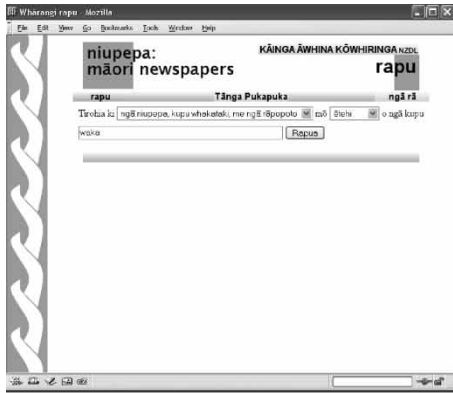 Whārangi rapu - Mozilla
File Edit View Go Bookmarks Tools Window Help
niupepa:
māori newspapers
KĀINGA ĀWHINA KŌWHIRINGA NZDL
rapu
rapu Tānga Pukapuka ngā rā
Tirohia ki ngā niupepa, kupu whakataki, me ngā rāpopoto mō ētehi o ngā kupu
waka Rapua